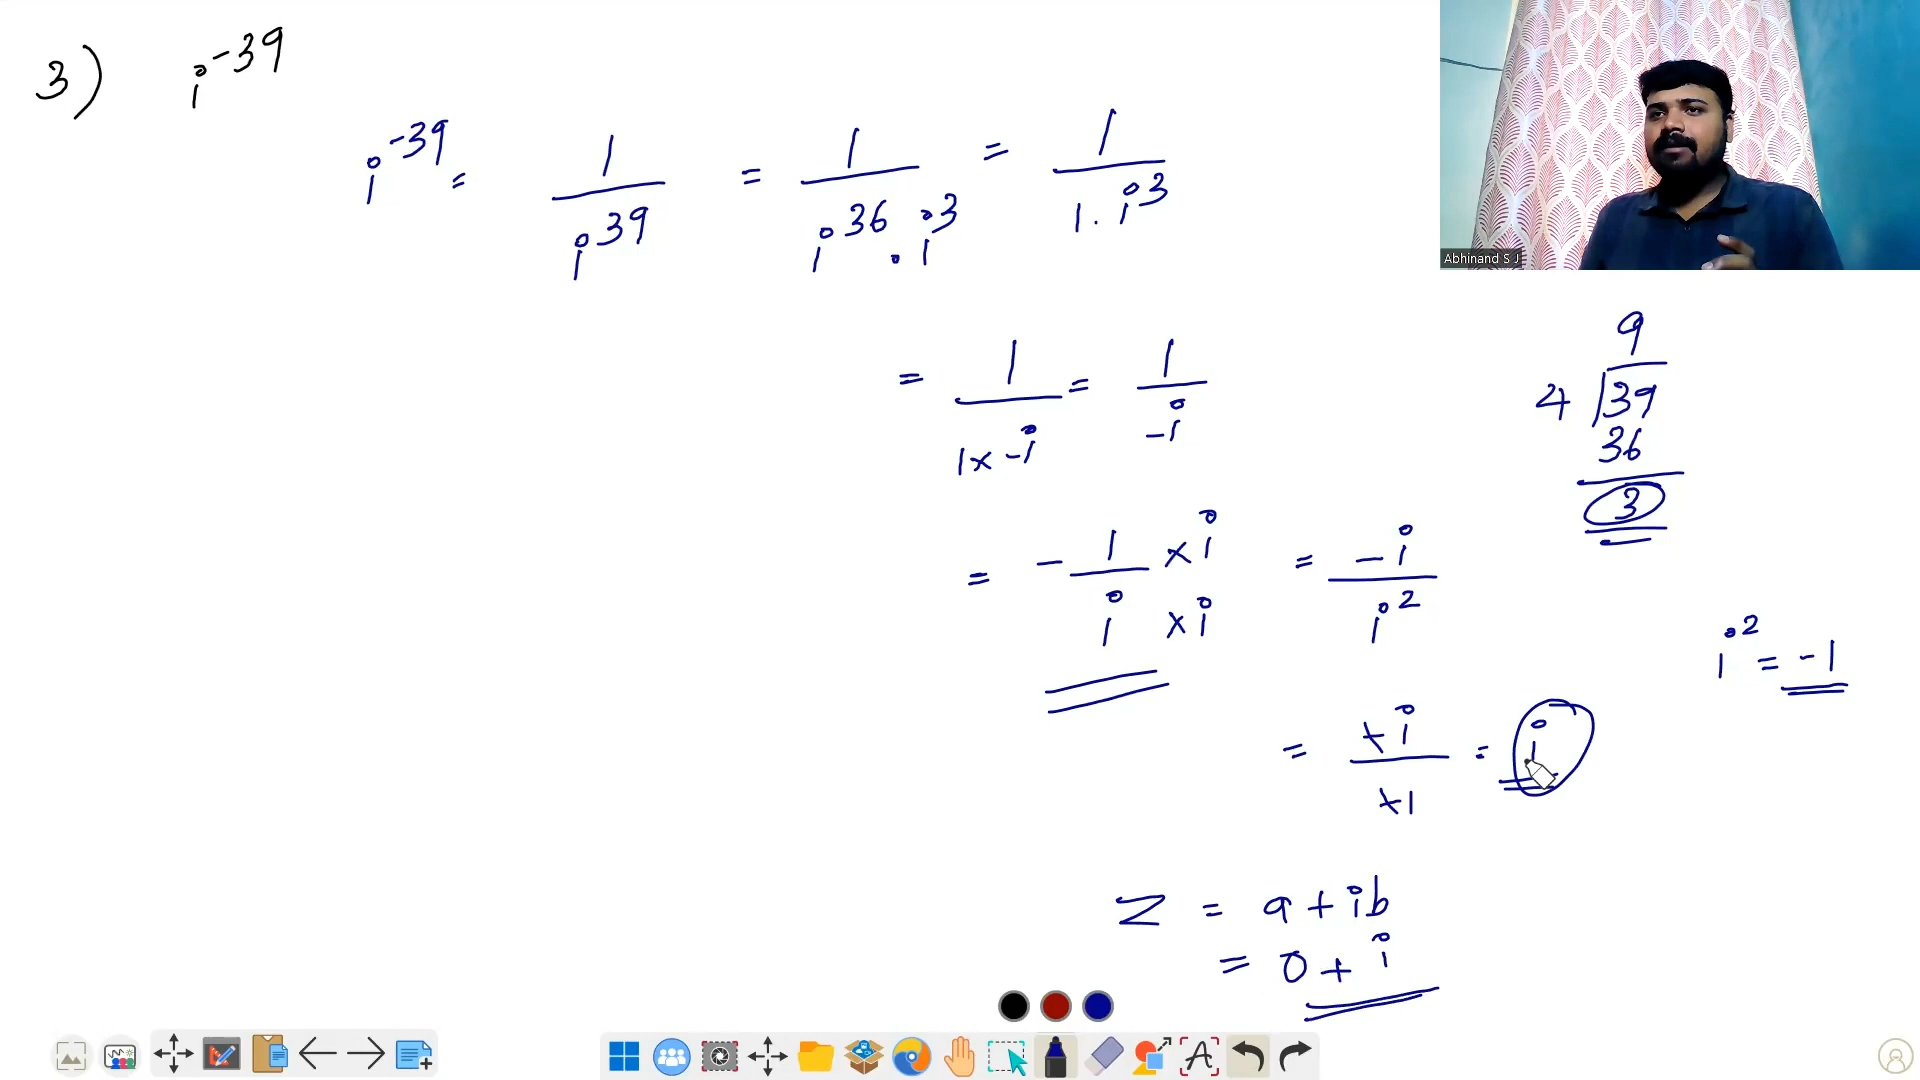 3) i^-39
i^-39 = 1/i^39 = 1/i^36 . i^3 = 1/1 . i^3
= 1/1x -i = 1/-i
= - 1/i x i/x i = -i/i^2
= +i/+1 = i
z = a + ib
= 0 + i
9
4 39
36
3
i^2 = -1
Abhinand S J
A